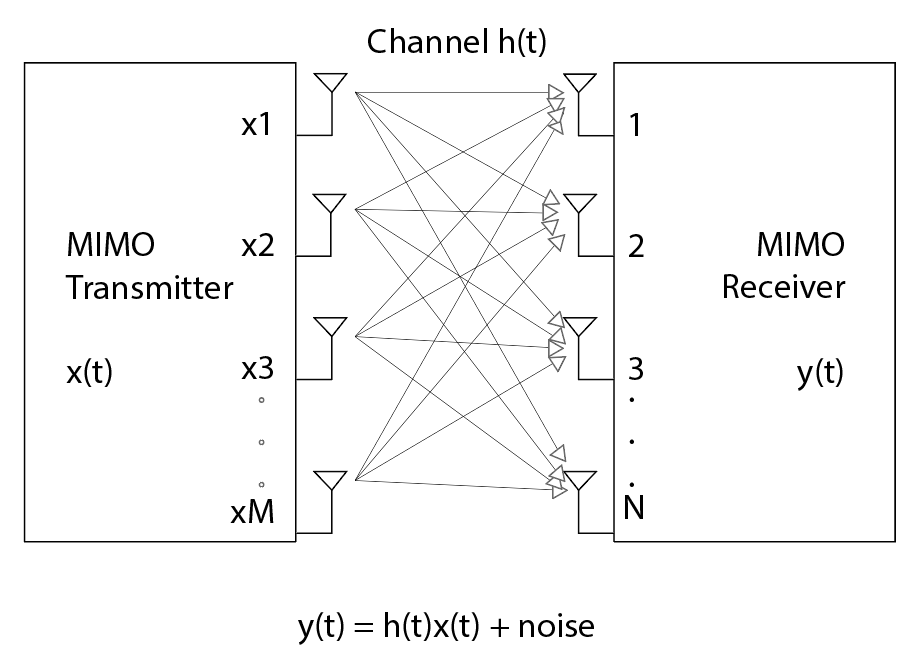 Channel h(t)
x1
1
MIMO
Transmitter
x2
2
MIMO
Receiver
x(t)
x3
3
y(t)
xM
N
y(t) = h(t)x(t) + noise